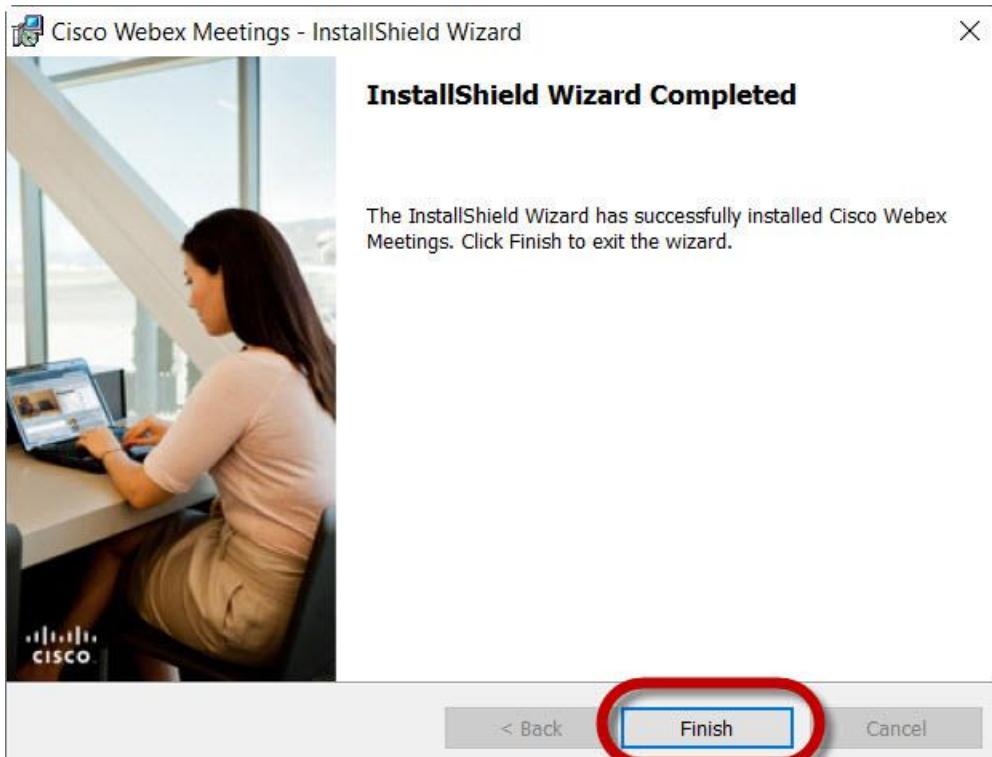 Cisco Webex Meetings - InstallShield Wizard
InstallShield Wizard Completed
The InstallShield Wizard has successfully installed Cisco Webex
Meetings. Click Finish to exit the wizard.
CISCO
< Back
Finish
Cancel